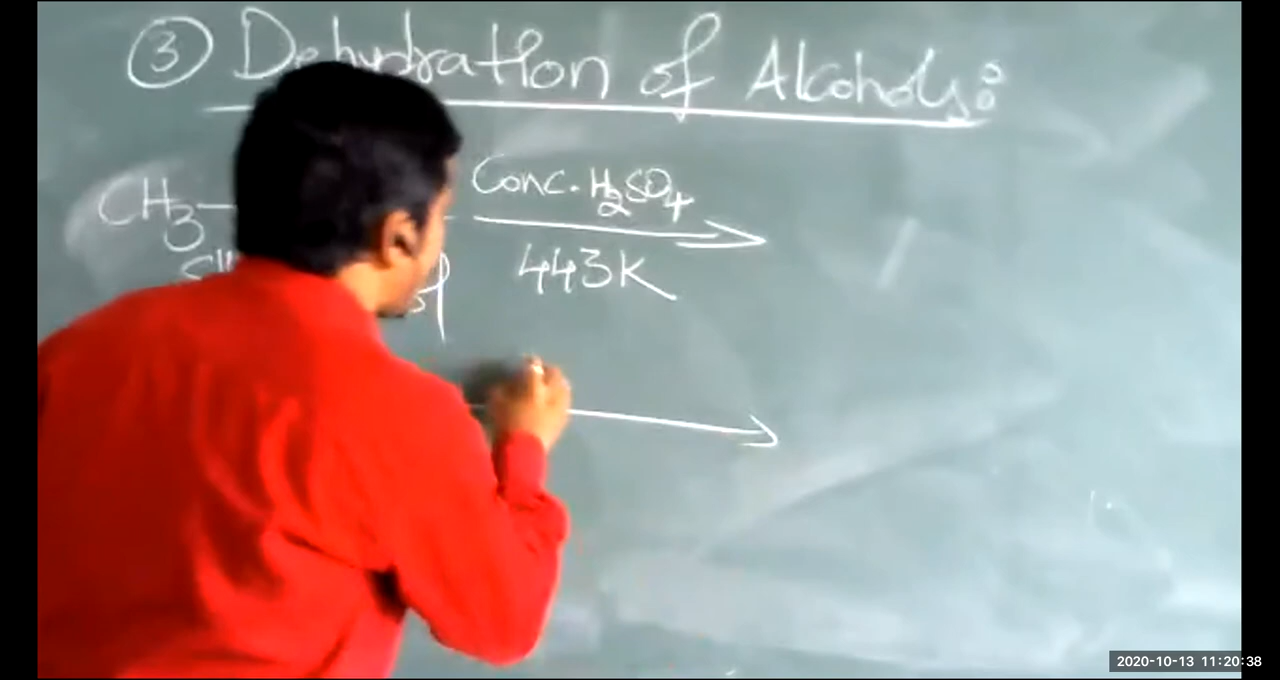 ③ Dehydration of Alcohols:
CH3— Conc. H2SO4
443K
2020-10-13 11:20:38